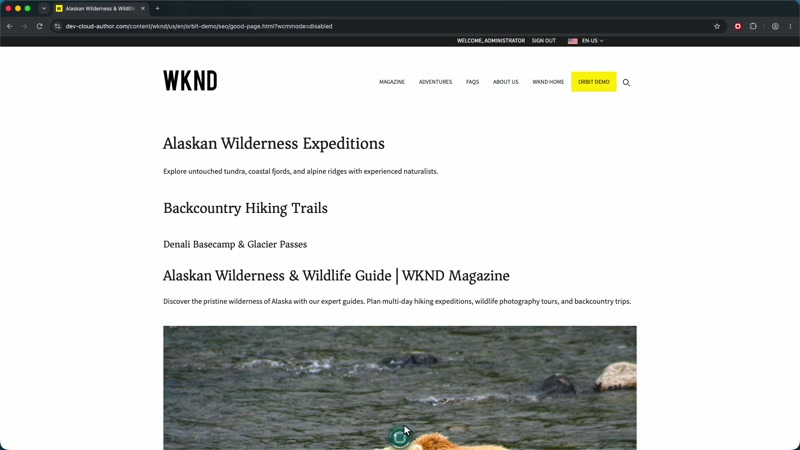 Alaskan Wilderness & Wildlif
dev-cloud-author.com/content/wknd/us/en/orbit-demo/seo/good-page.html?wcmmode=disabled
WELCOME, ADMINISTRATOR SIGN OUT EN-US
WKND
MAGAZINE ADVENTURES FAQS ABOUT US WKND HOME ORBIT DEMO
Alaskan Wilderness Expeditions
Explore untouched tundra, coastal fjords, and alpine ridges with experienced naturalists.
Backcountry Hiking Trails
Denali Basecamp & Glacier Passes
Alaskan Wilderness & Wildlife Guide | WKND Magazine
Discover the pristine wilderness of Alaska with our expert guides. Plan multi-day hiking expeditions, wildlife photography tours, and backcountry trips.